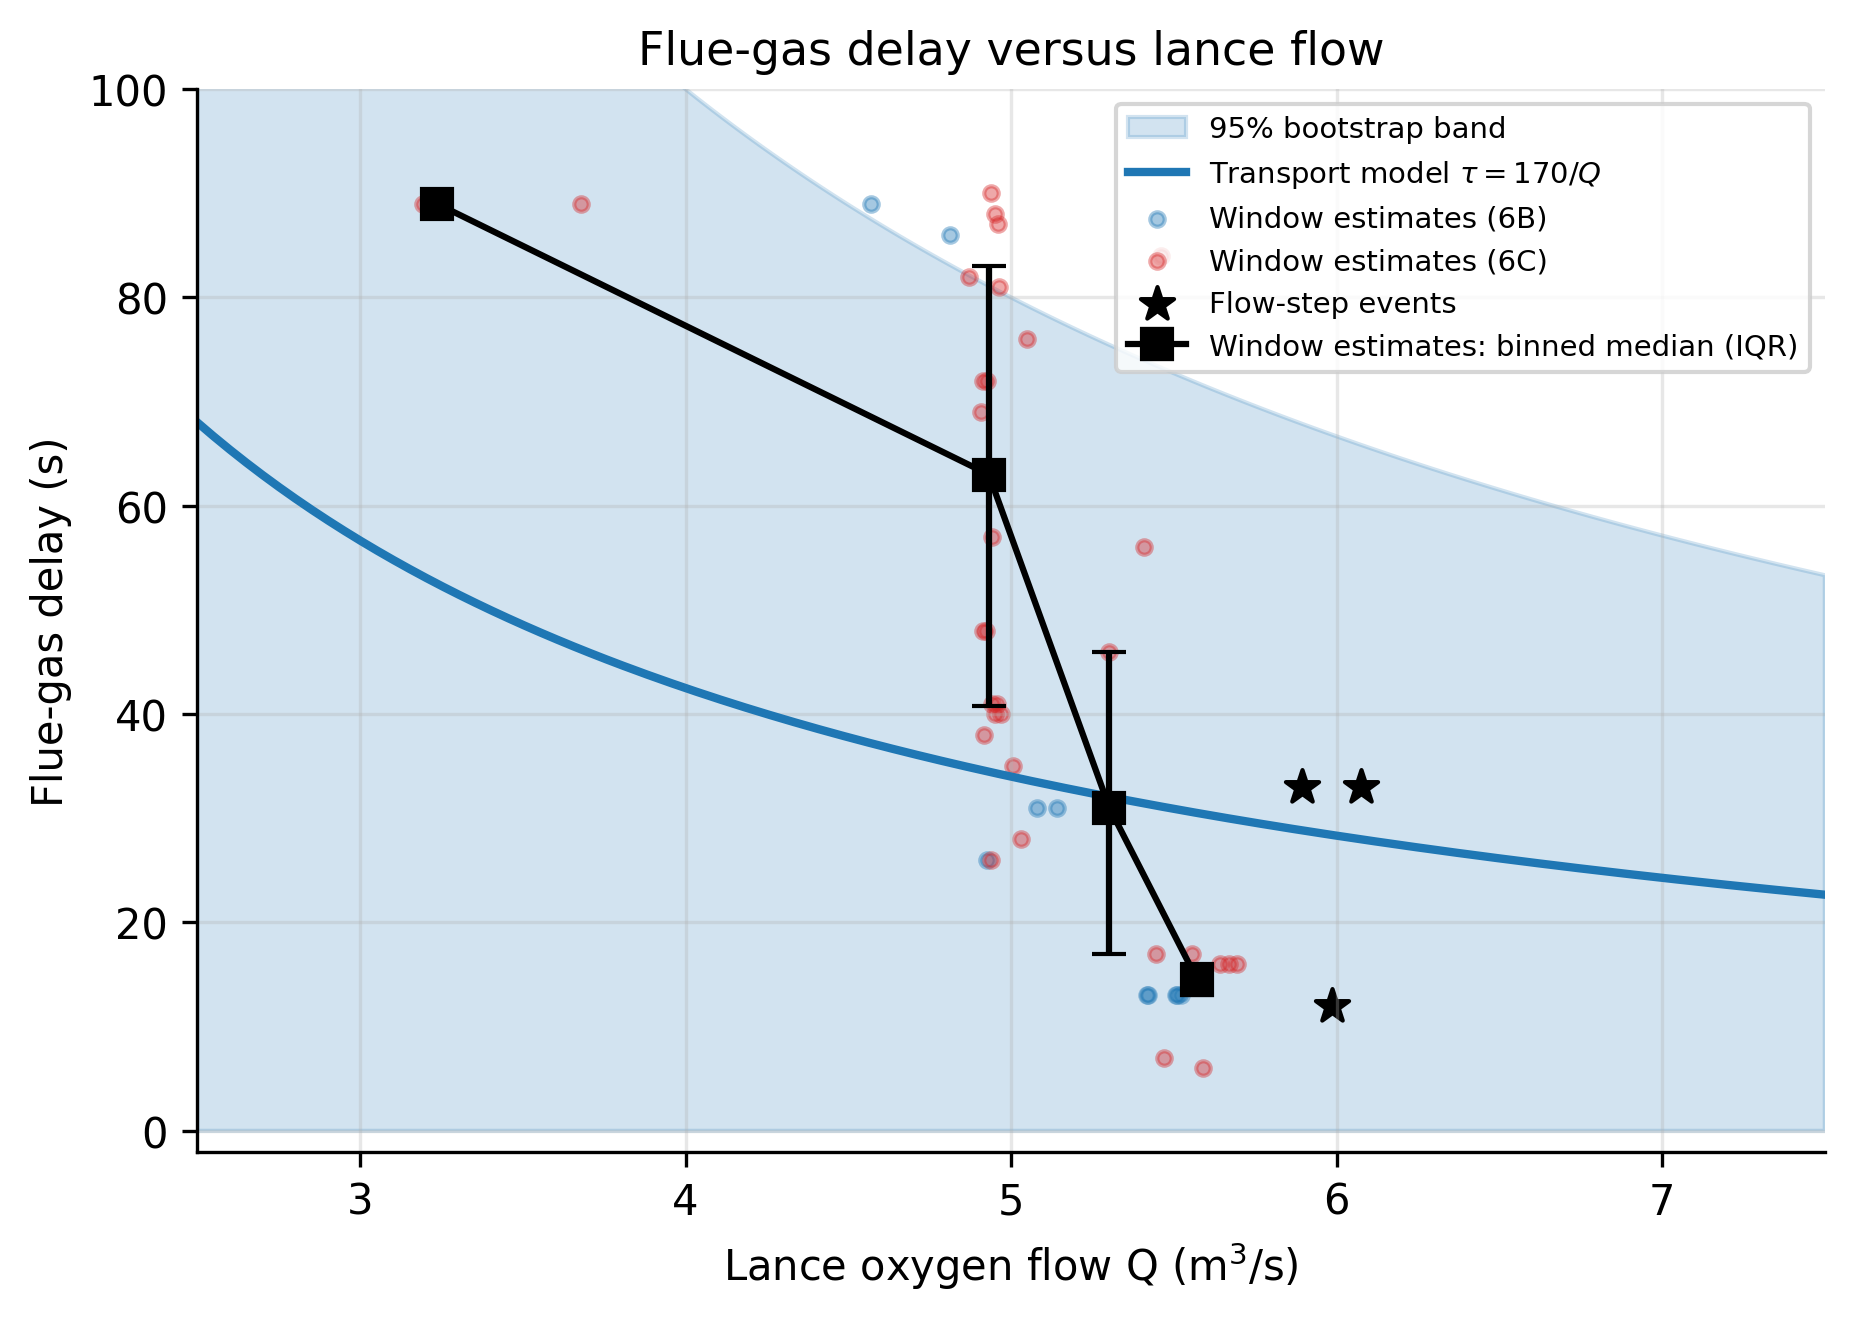 Flue-gas delay versus lance flow
100
80
60
40
20
0
Flue-gas delay (s)
95% bootstrap band
Transport model τ = 170/Q
Window estimates (6B)
Window estimates (6C)
Flow-step events
Window estimates: binned median (IQR)
3 4 5 6 7
Lance oxygen flow Q (m³/s)